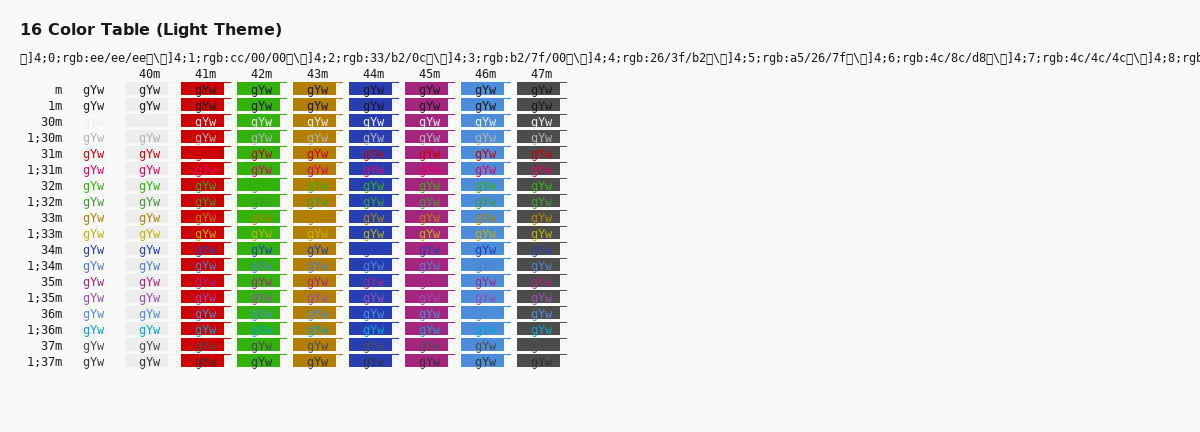 16 Color Table (Light Theme)
▯]4;0;rgb:ee/ee/ee▯\▯]4;1;rgb:cc/00/00▯\▯]4;2;rgb:33/b2/0c▯\▯]4;3;rgb:b2/7f/00▯\▯]4;4;rgb:26/3f/b2▯\▯]4;5;rgb:a5/26/7f▯\▯]4;6;rgb:4c/8c/d8▯\▯]4;7;rgb:4c/4c/4c▯\▯]4;8;rgb
40m 41m 42m 43m 44m 45m 46m 47m
m gYw gYw gYw gYw gYw gYw gYw gYw gYw
1m gYw gYw gYw gYw gYw gYw gYw gYw gYw
30m gYw gYw gYw gYw gYw gYw gYw gYw
1;30m gYw gYw gYw gYw gYw gYw gYw gYw gYw
31m gYw gYw gYw gYw gYw gYw gYw gYw
1;31m gYw gYw gYw gYw gYw gYw gYw gYw gYw
32m gYw gYw gYw gYw gYw gYw gYw gYw
1;32m gYw gYw gYw gYw gYw gYw gYw gYw gYw
33m gYw gYw gYw gYw gYw gYw gYw gYw
1;33m gYw gYw gYw gYw gYw gYw gYw gYw gYw
34m gYw gYw gYw gYw gYw gYw gYw gYw
1;34m gYw gYw gYw gYw gYw gYw gYw gYw gYw
35m gYw gYw gYw gYw gYw gYw gYw gYw
1;35m gYw gYw gYw gYw gYw gYw gYw gYw gYw
36m gYw gYw gYw gYw gYw gYw gYw gYw
1;36m gYw gYw gYw gYw gYw gYw gYw gYw gYw
37m gYw gYw gYw gYw gYw gYw gYw gYw
1;37m gYw gYw gYw gYw gYw gYw gYw gYw gYw